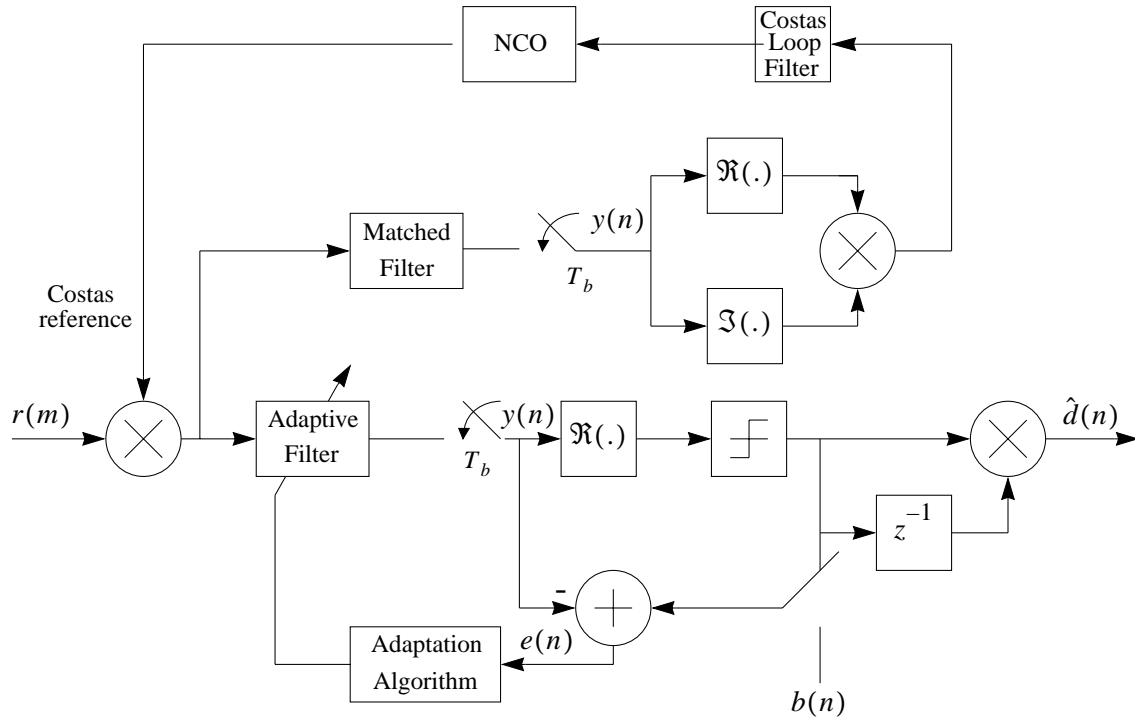 NCO
Costas
Loop
Filter
ℜ(.)
Matched
Filter
y(n)
T_b
ℑ(.)
Costas
reference
r(m)
Adaptive
Filter
T_b
y(n)
ℜ(.)
d̂(n)
z^{-1}
-
e(n)
Adaptation
Algorithm
b(n)